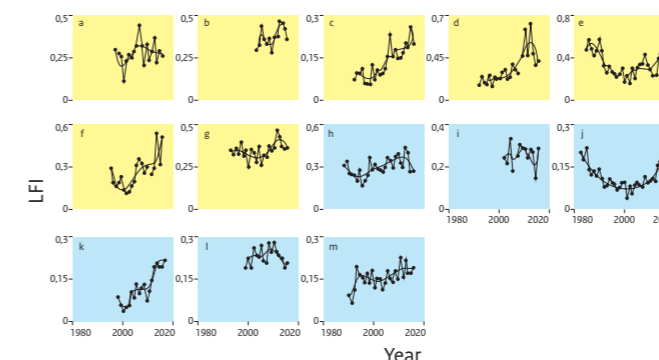 0,5 a 0,5 b 0,3 c 0,7 d 0,8 e
0,25 0,25 0,15 0,45 0,4
0 0 0 0 0
0,6 f 0,5 g 0,6 h 0,4 i 0,3 j
0,3 0,25 0,3 0,2 0,15
0 0 0 0 0
1980 2000 2020 1980 2000
0,3 k 0,3 l 0,3 m
0,15 0,15 0,15
0 0 0
1980 2000 2020 1980 2000 2020 1980 2000 2020
LFI
Year